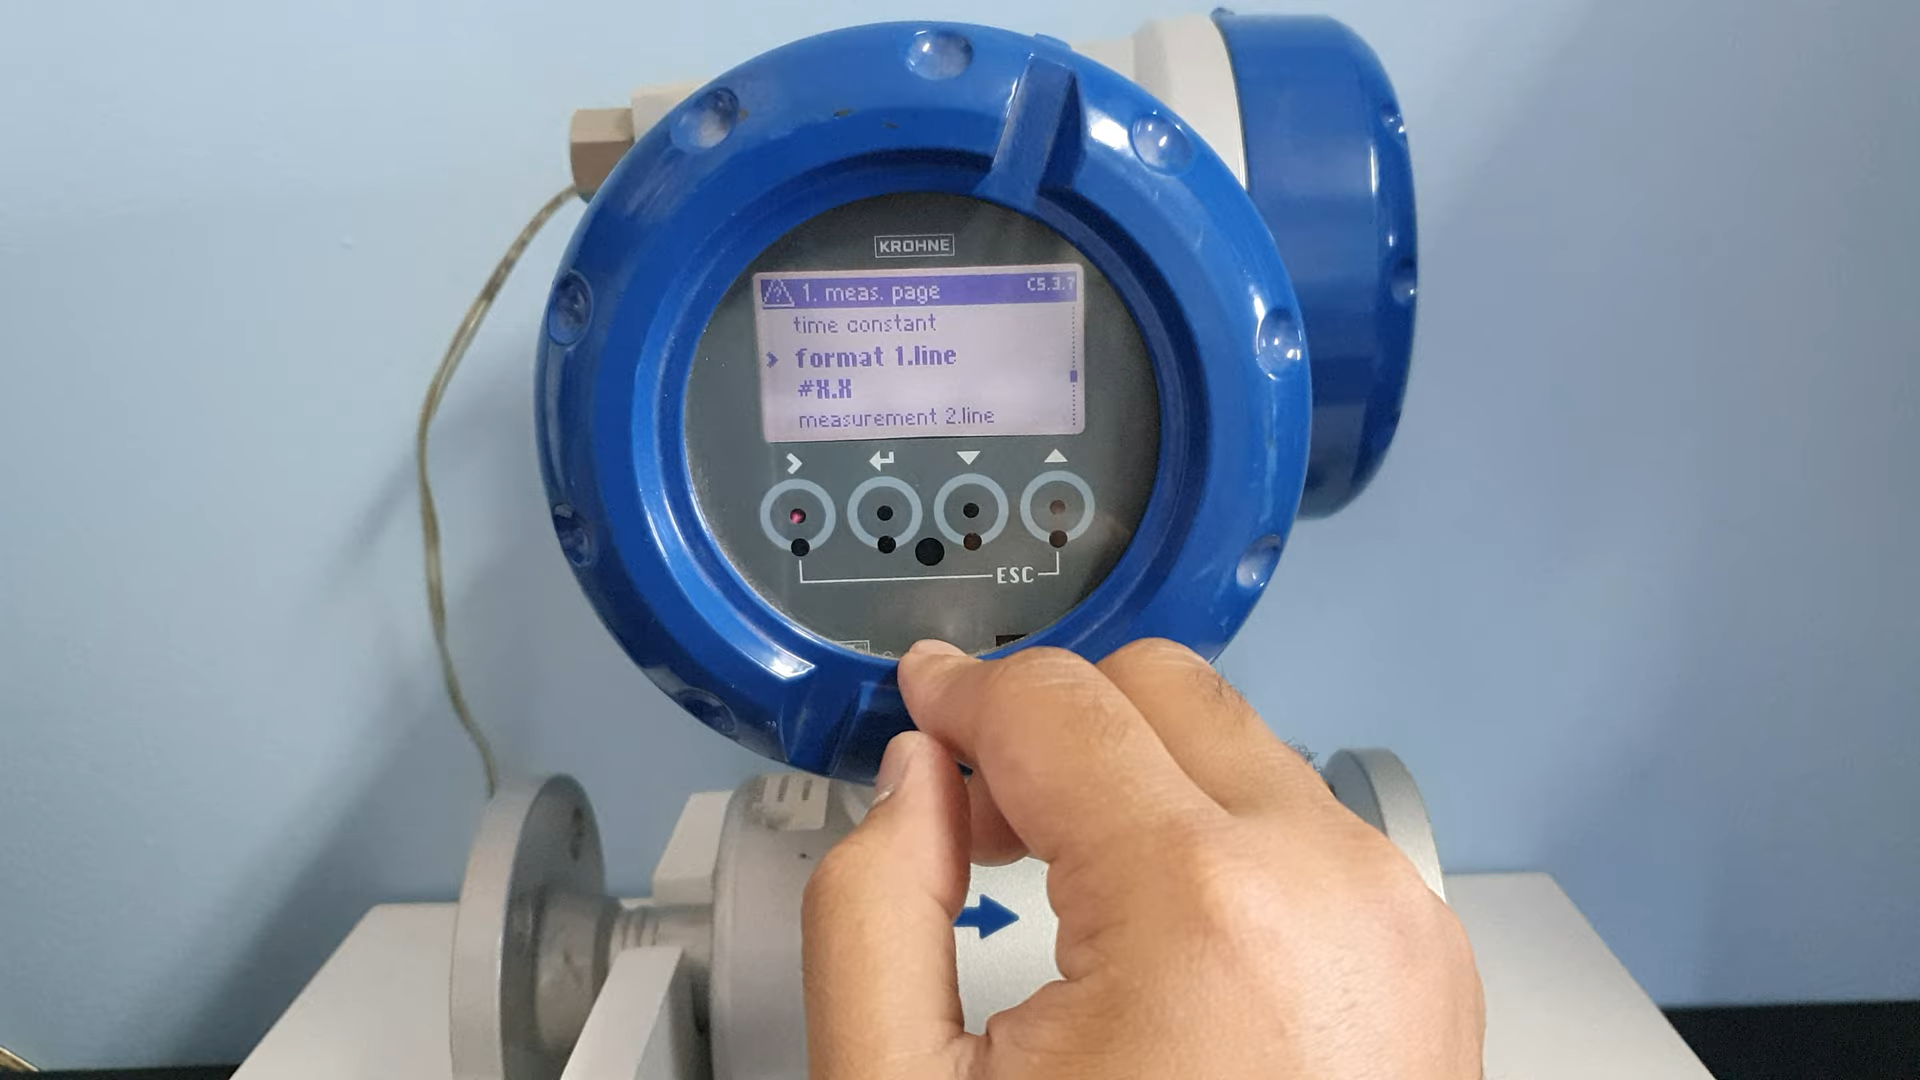 KROHNE
1. meas. page C5.3.7
time constant
> format 1.line
#X.X
measurement 2.line
ESC